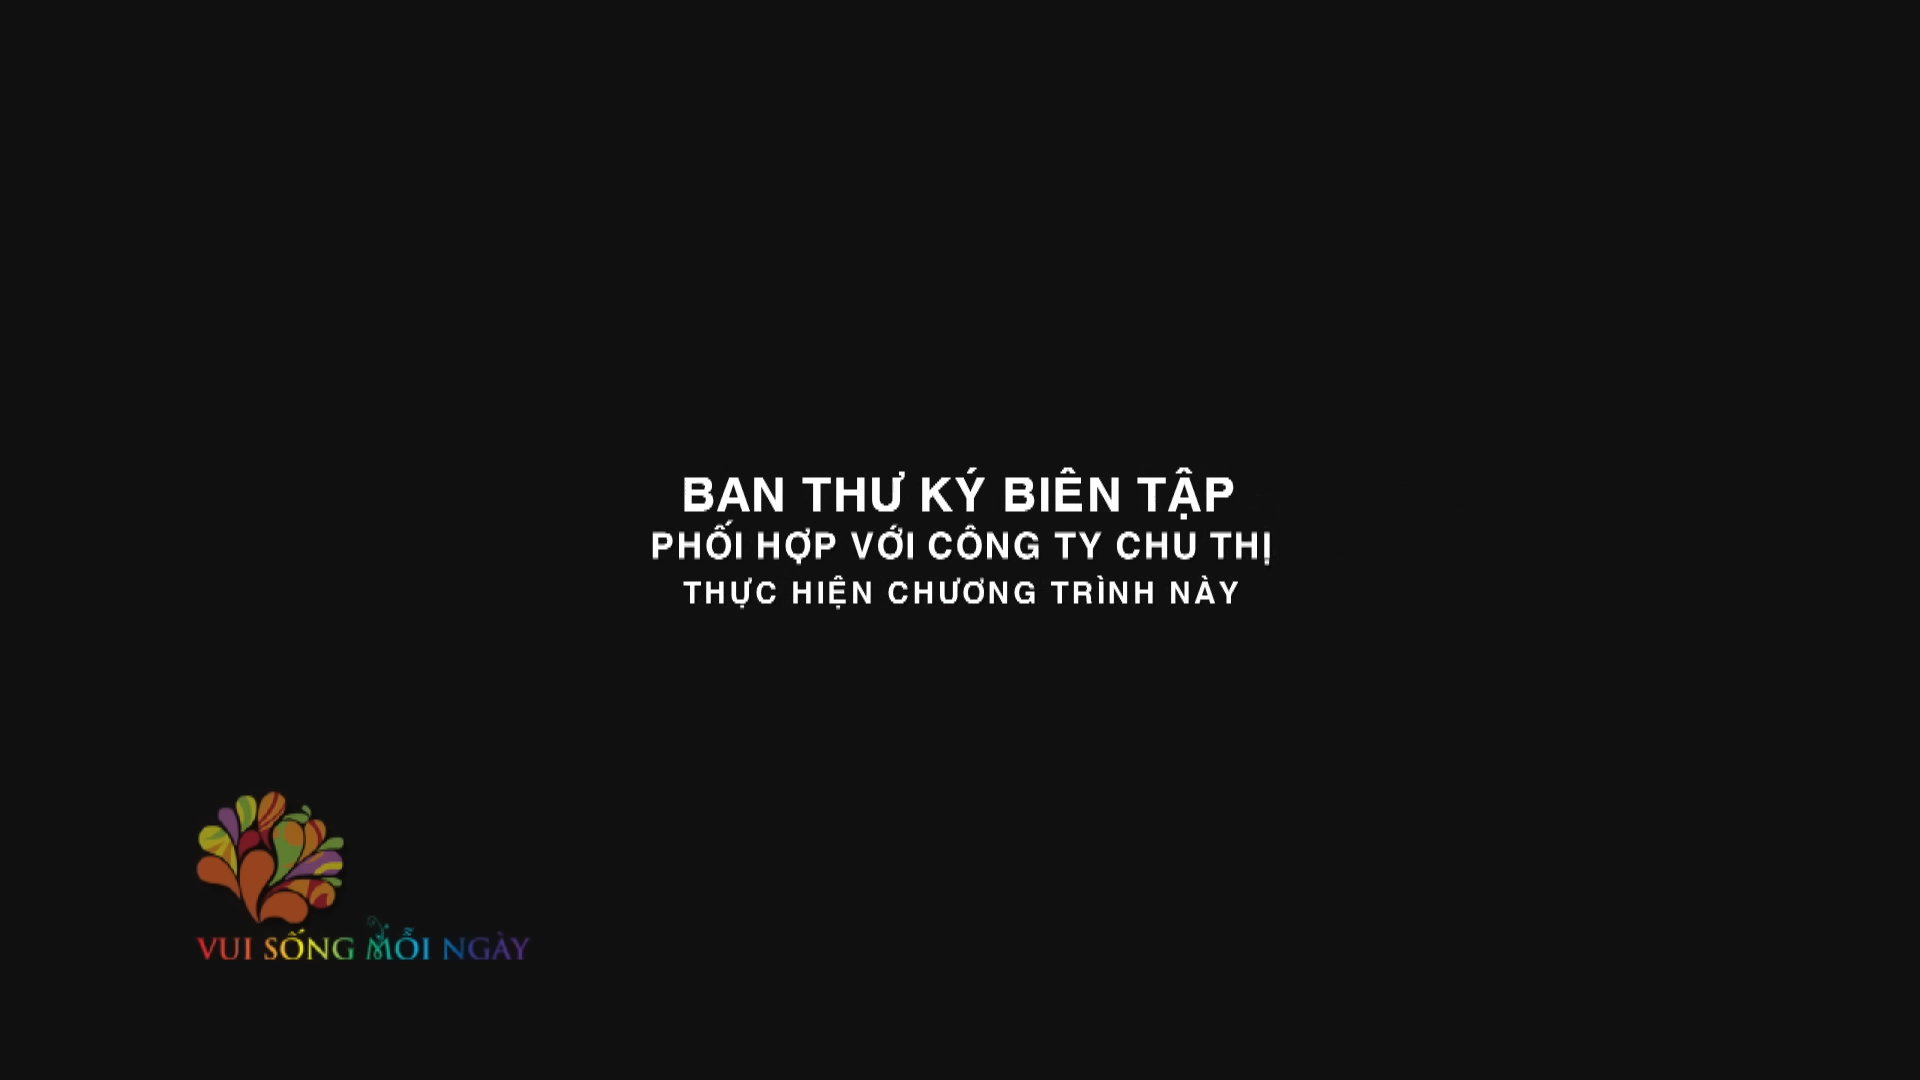 BAN THƯ KÝ BIÊN TẬP
PHỐI HỢP VỚI CÔNG TY CHU THỊ
THỰC HIỆN CHƯƠNG TRÌNH NÀY
VUI SỐNG MỖI NGÀY